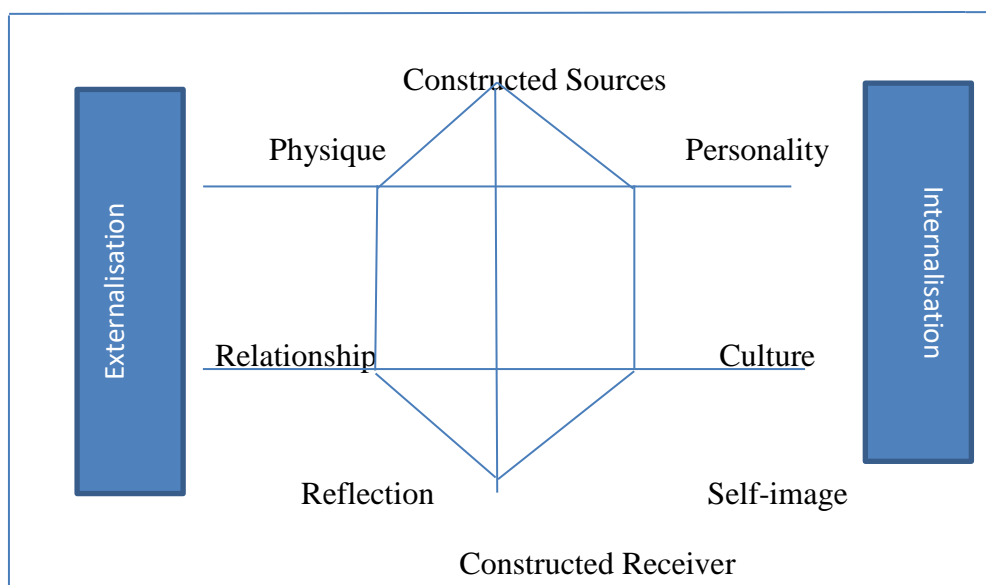 Constructed Sources
Physique
Personality
Externalisation
Internalisation
Relationship
Culture
Reflection
Self-image
Constructed Receiver